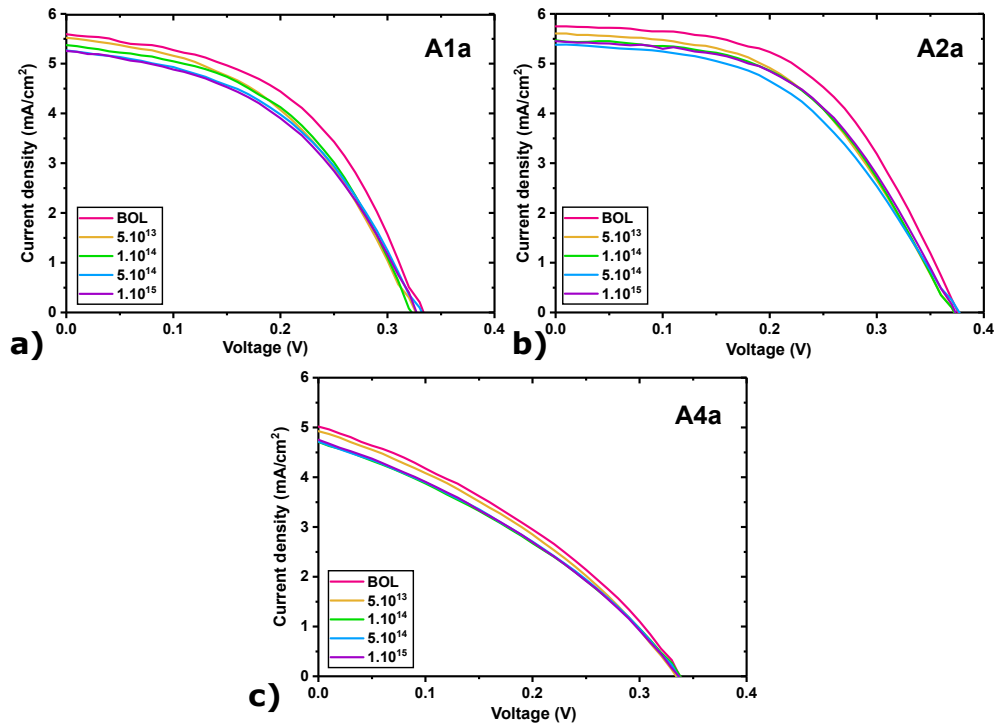 A1a
Current density (mA/cm²)
6
5
4
3
2
1
0
BOL
5.10¹³
1.10¹⁴
5.10¹⁴
1.10¹⁵
0.0 0.1 0.2 0.3 0.4
Voltage (V)
a)
A2a
Current density (mA/cm²)
6
5
4
3
2
1
0
BOL
5.10¹³
1.10¹⁴
5.10¹⁴
1.10¹⁵
0.0 0.1 0.2 0.3 0.4
Voltage (V)
b)
A4a
Current density (mA/cm²)
6
5
4
3
2
1
0
BOL
5.10¹³
1.10¹⁴
5.10¹⁴
1.10¹⁵
0.0 0.1 0.2 0.3 0.4
Voltage (V)
c)